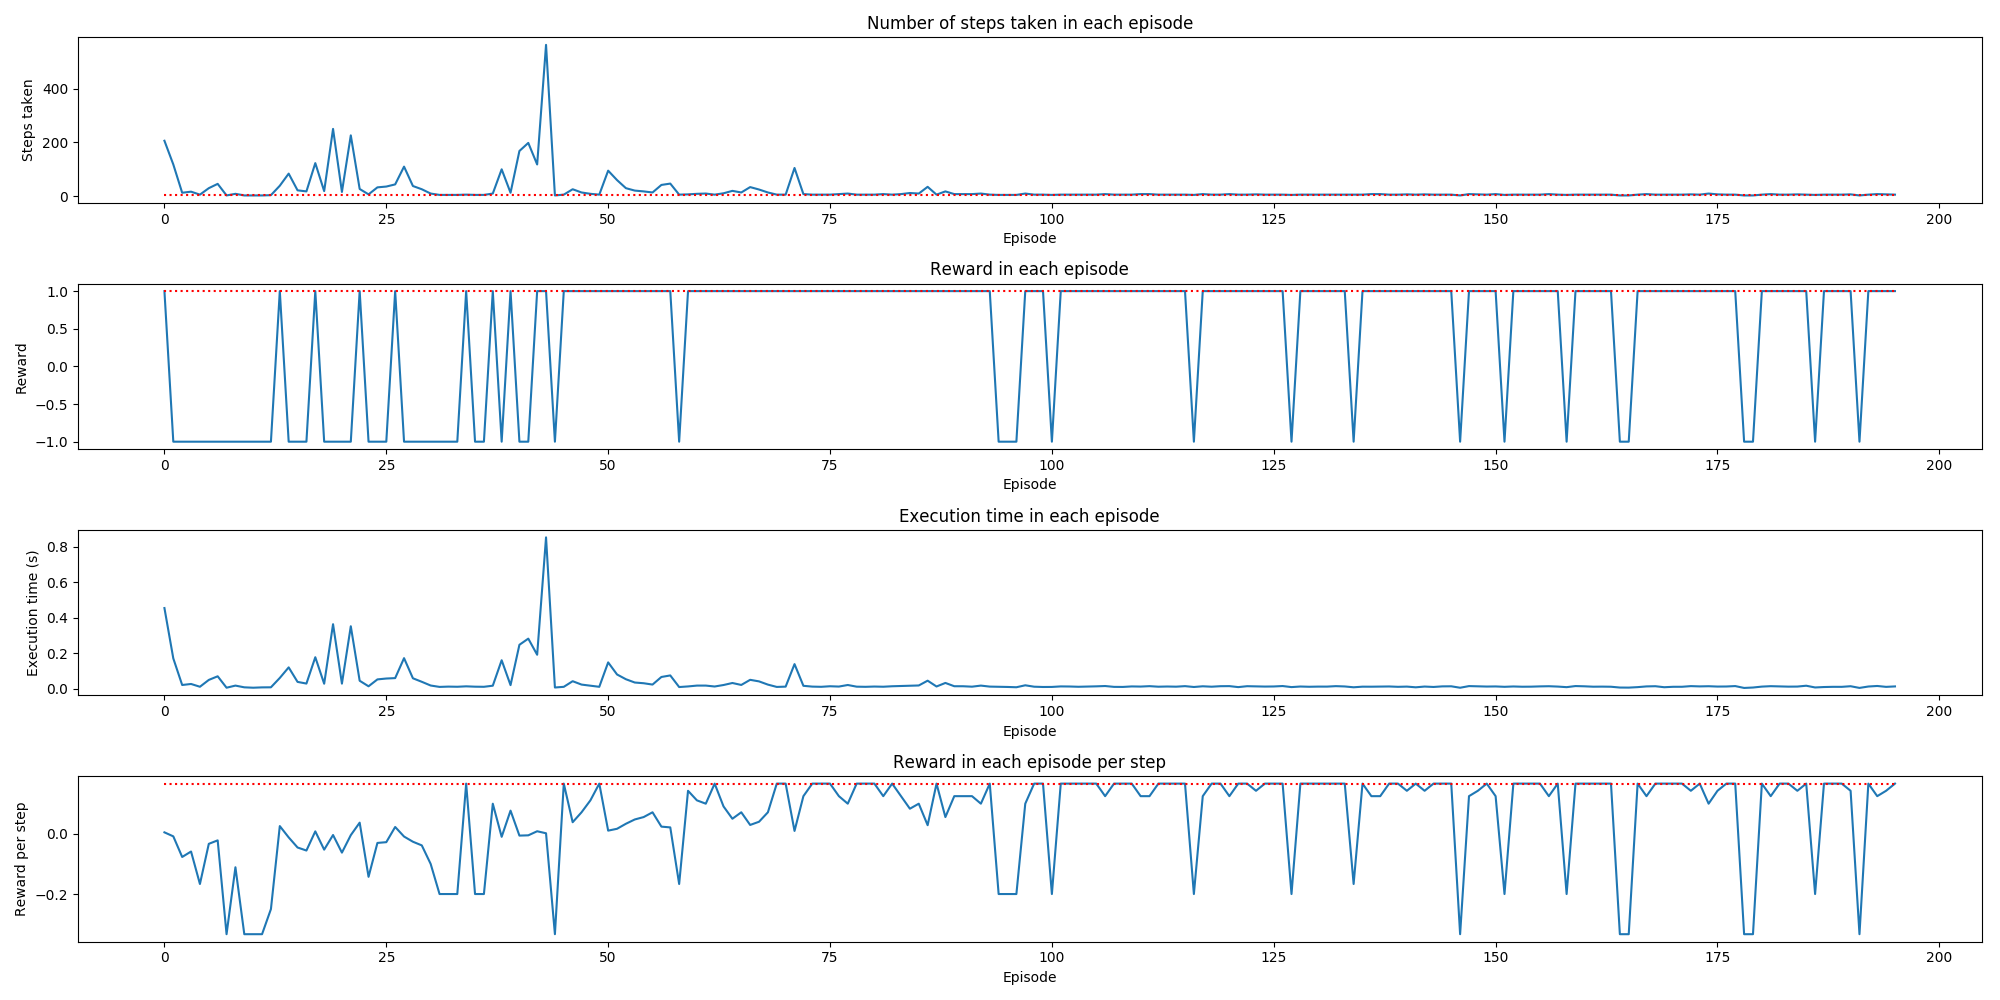 Number of steps taken in each episode
Steps taken
400
200
0
0 25 50 75 100 125 150 175 200
Episode
Reward in each episode
Reward
1.0
0.5
0.0
−0.5
−1.0
0 25 50 75 100 125 150 175 200
Episode
Execution time in each episode
Execution time (s)
0.8
0.6
0.4
0.2
0.0
0 25 50 75 100 125 150 175 200
Episode
Reward in each episode per step
Reward per step
0.0
−0.2
0 25 50 75 100 125 150 175 200
Episode